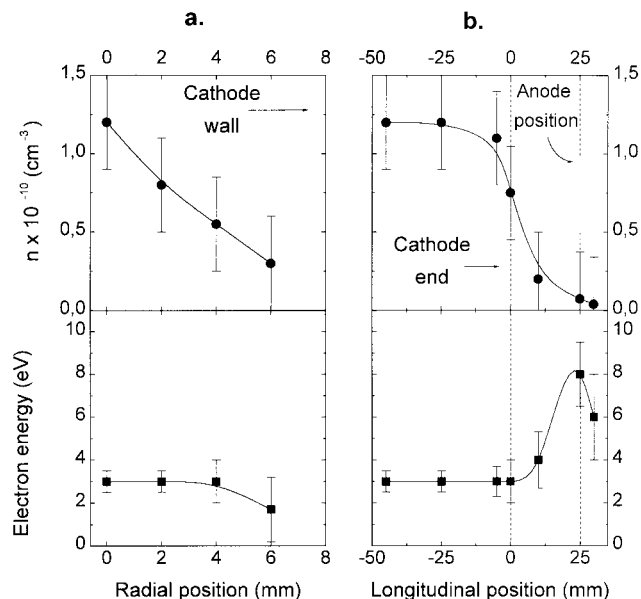 a. b.
0 2 4 6 8 -50 -25 0 25
1,5 1,5
Cathode wall
Anode position
1,0 1,0
n x 10 -10 (cm-3)
0,5 0,5
Cathode end
0,0 0,0
10 10
8 8
6 6
Electron energy (eV)
4 4
2 2
0 0
0 2 4 6 8 -50 -25 0 25
Radial position (mm) Longitudinal position (mm)